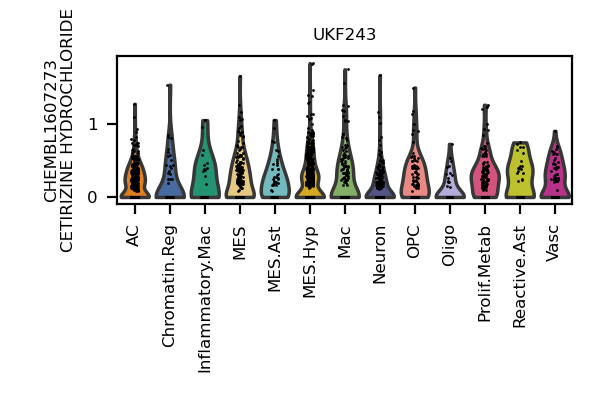 UKF243
CHEMBL1607273
CETIRIZINE HYDROCHLORIDE
1
0
AC
Chromatin.Reg
Inflammatory.Mac
MES
MES.Ast
MES.Hyp
Mac
Neuron
OPC
Oligo
Prolif.Metab
Reactive.Ast
Vasc